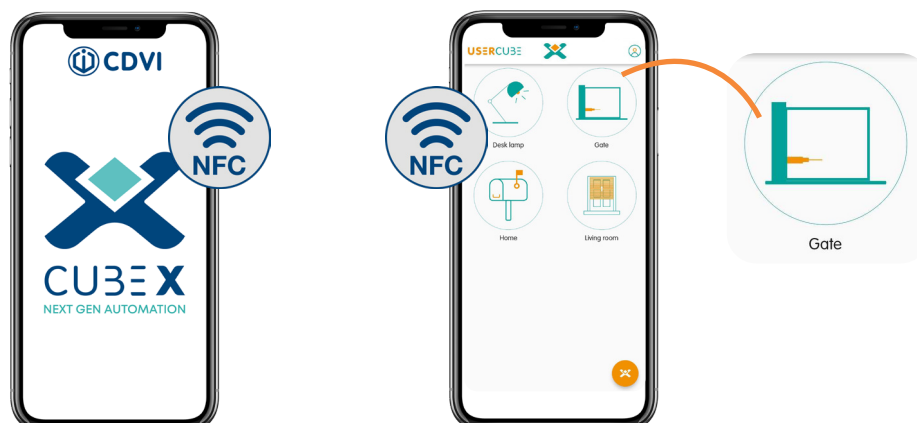 CDVI
NFC
CUBE X
NEXT GEN AUTOMATION
USERCUBE
NFC
Desk lamp
Gate
Home
Living room
Gate